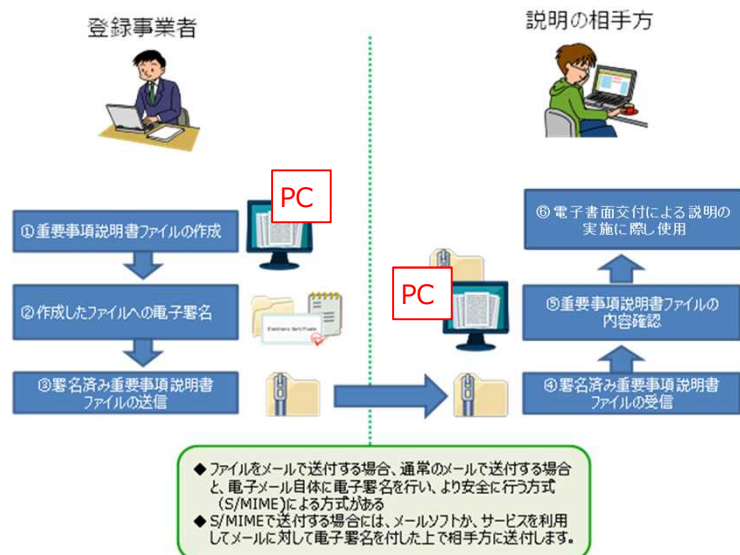 登録事業者
説明の相手方
PC
①重要事項説明書ファイルの作成
②作成したファイルへの電子署名
Electronic Certificate
③署名済み重要事項説明書
ファイルの送信
④署名済み重要事項説明書
ファイルの受信
PC
⑤重要事項説明書ファイルの
内容確認
⑥電子書面交付による説明の
実施に際し使用
◆ ファイルをメールで送付する場合、通常のメールで送付する場合
と、電子メール自体に電子署名を行い、より安全に行う方式
(S/MIME)による方式がある
◆ S/MIMEで送付する場合には、メールソフトか、サービスを利用
してメールに対して電子署名を付した上で相手方に送付します。